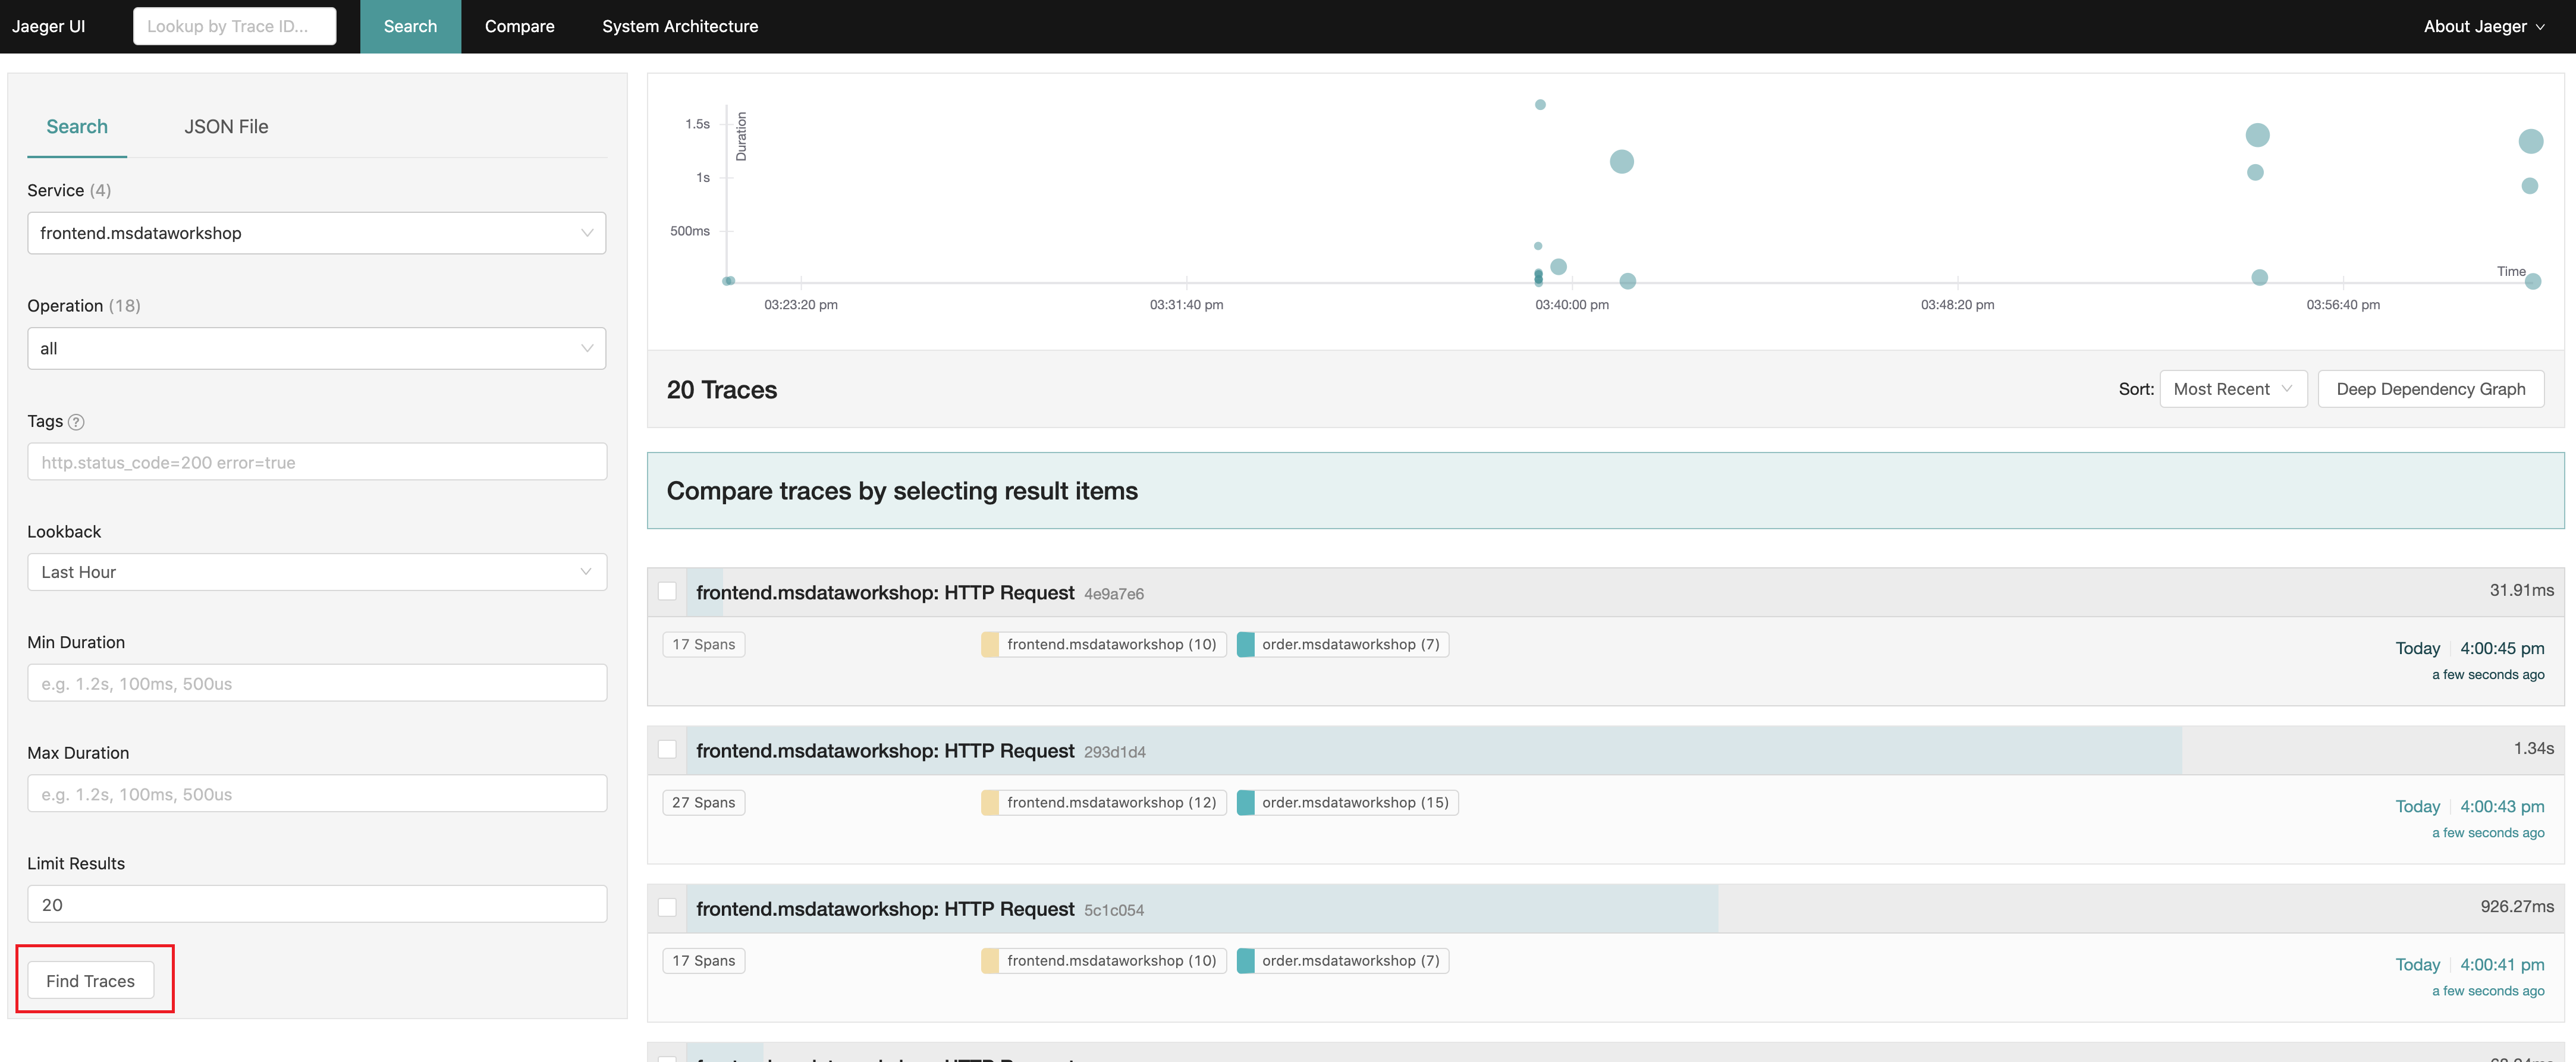 Jaeger UI
Lookup by Trace ID...
Search
Compare
System Architecture
About Jaeger
Search
JSON File
Service (4)
frontend.msdataworkshop
Operation (18)
all
Tags ?
http.status_code=200 error=true
Lookback
Last Hour
Min Duration
e.g. 1.2s, 100ms, 500us
Max Duration
e.g. 1.2s, 100ms, 500us
Limit Results
20
Find Traces
Duration
1.5s
1s
500ms
Time
03:23:20 pm
03:31:40 pm
03:40:00 pm
03:48:20 pm
03:56:40 pm
20 Traces
Sort: Most Recent
Deep Dependency Graph
Compare traces by selecting result items
frontend.msdataworkshop: HTTP Request 4e9a7e6
31.91ms
17 Spans
frontend.msdataworkshop (10)
order.msdataworkshop (7)
Today
4:00:45 pm
a few seconds ago
frontend.msdataworkshop: HTTP Request 293d1d4
1.34s
27 Spans
frontend.msdataworkshop (12)
order.msdataworkshop (15)
Today
4:00:43 pm
a few seconds ago
frontend.msdataworkshop: HTTP Request 5c1c054
926.27ms
17 Spans
frontend.msdataworkshop (10)
order.msdataworkshop (7)
Today
4:00:41 pm
a few seconds ago